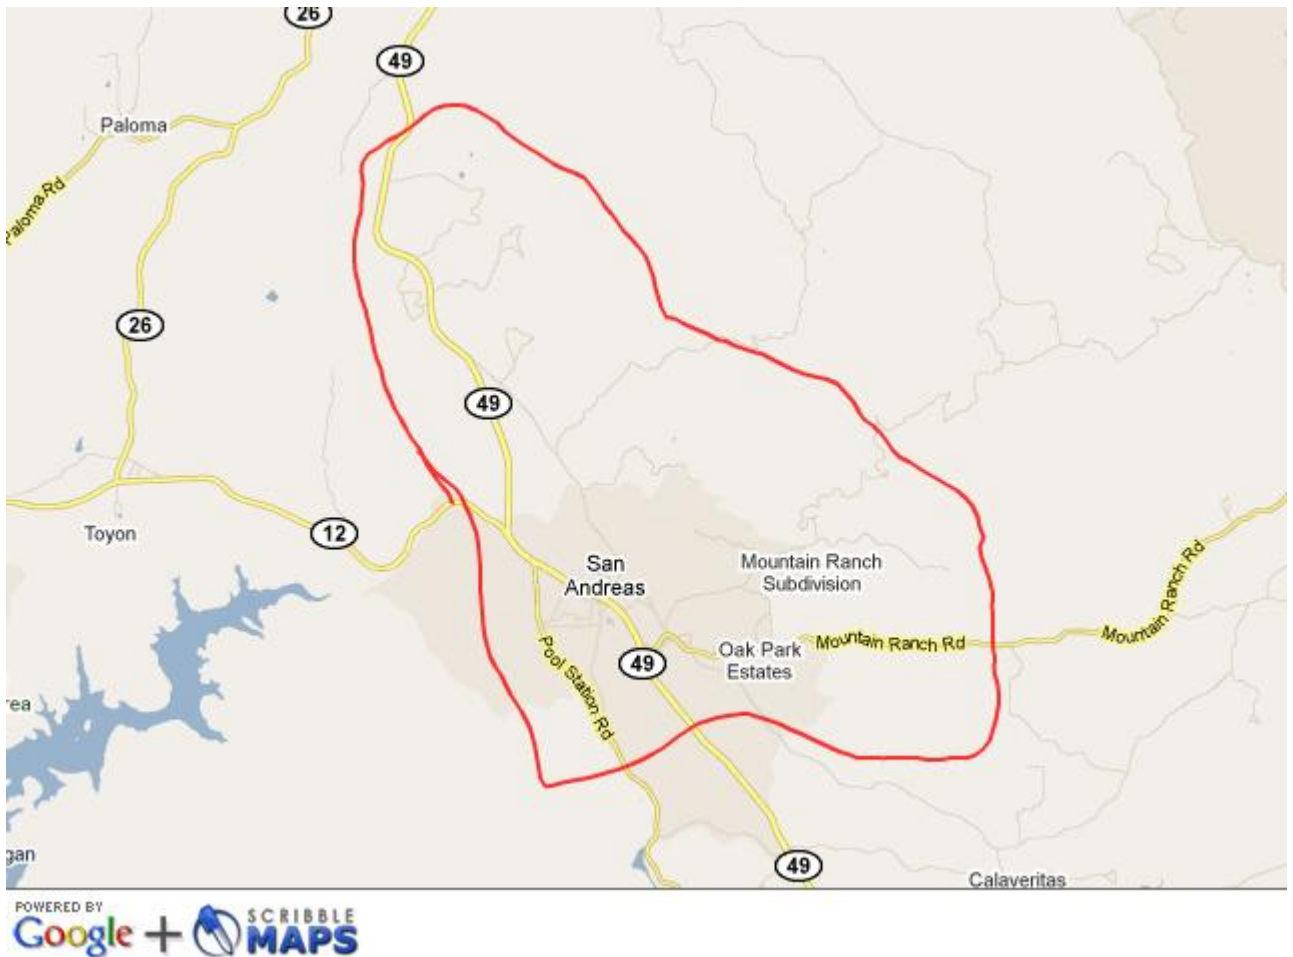 26
49
Paloma
Paloma Rd
26
49
12
Toyon
San
Andreas
Mountain Ranch
Subdivision
Mountain Ranch Rd
Mountain Ranch Rd
Oak Park
Estates
49
Pool Station Rd
rea
gan
49
Calaveritas
POWERED BY
Google + SCRIBBLE
MAPS